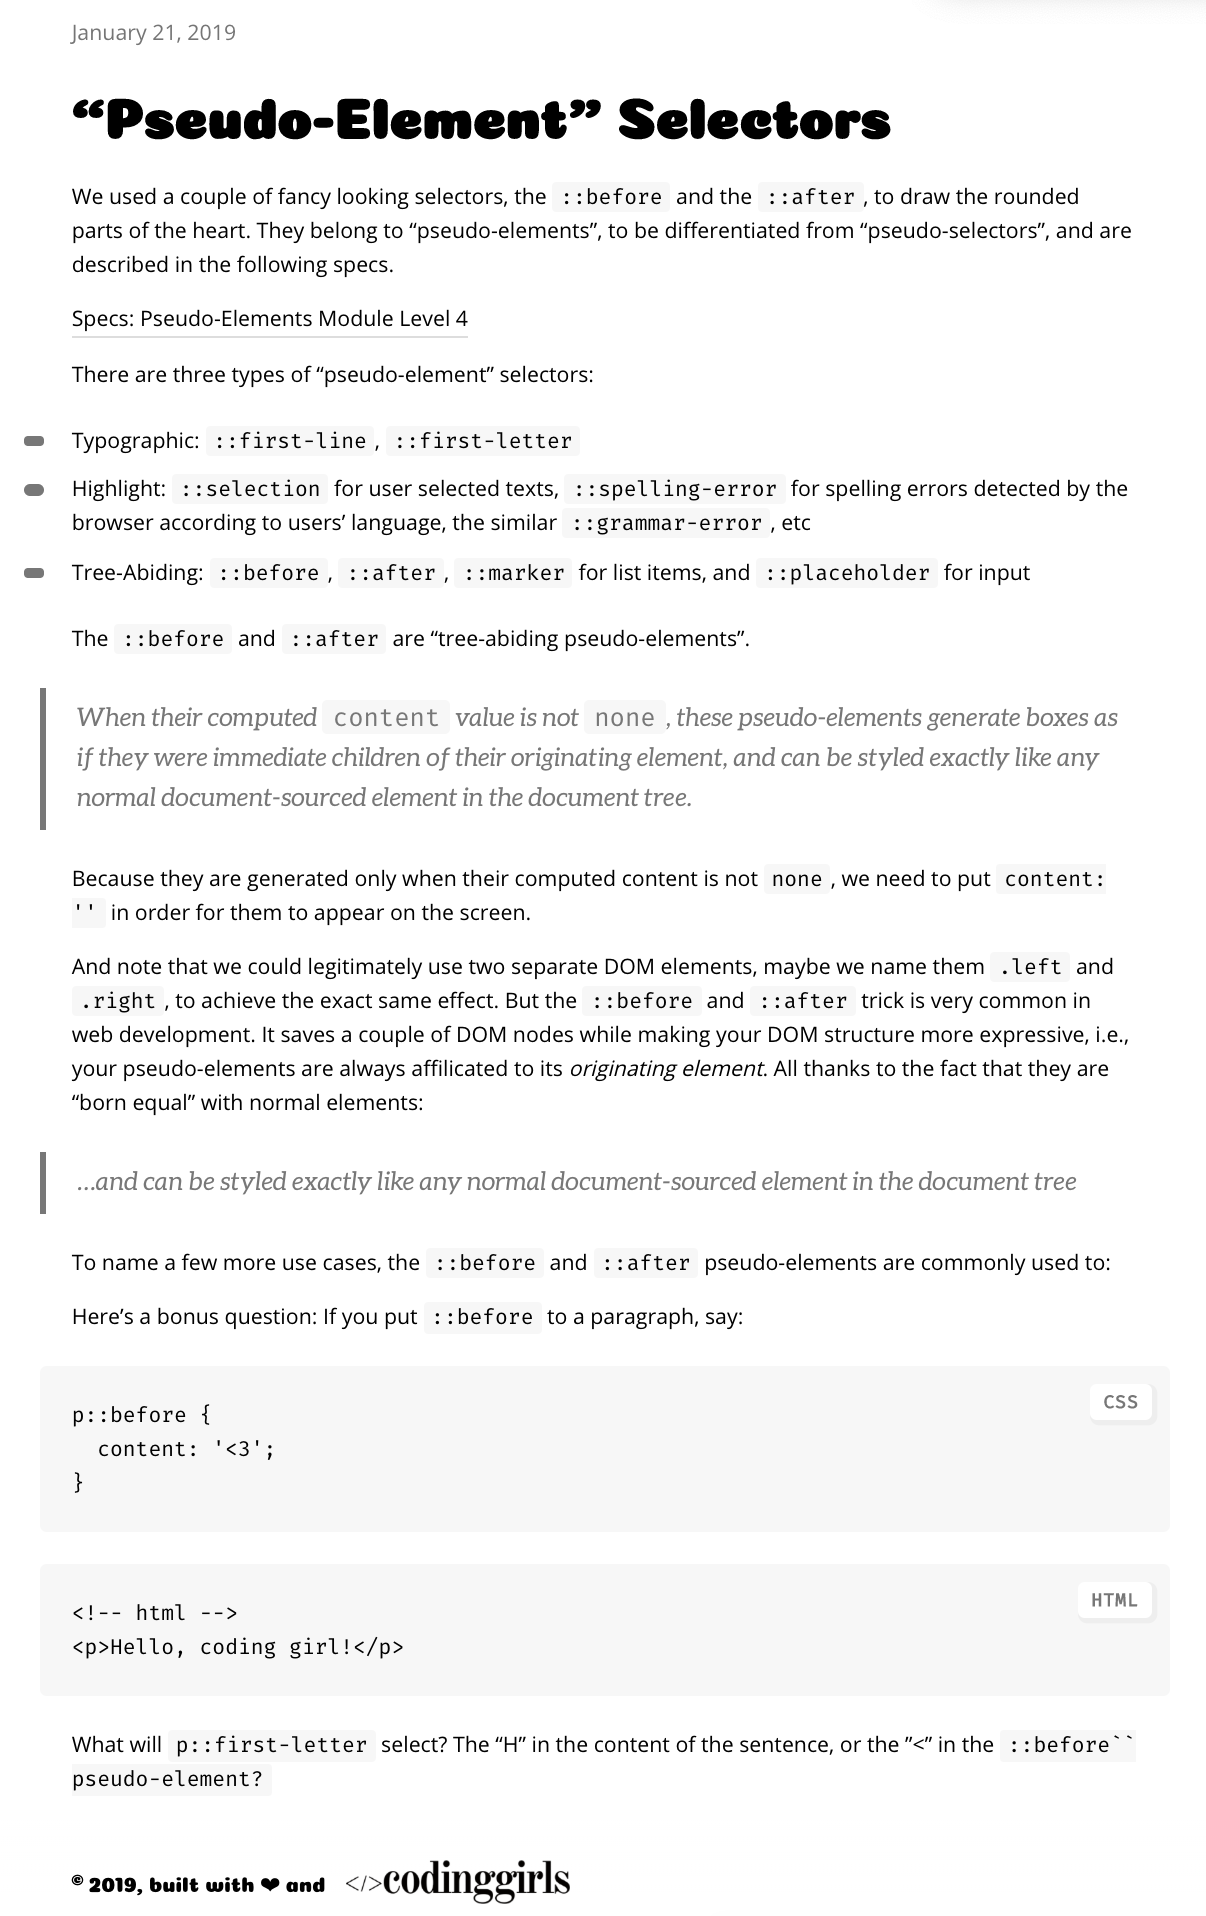 January 21, 2019
“Pseudo-Element” Selectors
We used a couple of fancy looking selectors, the ::before and the ::after, to draw the rounded
parts of the heart. They belong to “pseudo-elements”, to be differentiated from “pseudo-selectors”, and are
described in the following specs.
Specs: Pseudo-Elements Module Level 4
There are three types of “pseudo-element” selectors:
Typographic: ::first-line, ::first-letter
Highlight: ::selection for user selected texts, ::spelling-error for spelling errors detected by the
browser according to users’ language, the similar ::grammar-error, etc
Tree-Abiding: ::before, ::after, ::marker for list items, and ::placeholder for input
The ::before and ::after are “tree-abiding pseudo-elements”.
When their computed content value is not none, these pseudo-elements generate boxes as
if they were immediate children of their originating element, and can be styled exactly like any
normal document-sourced element in the document tree.
Because they are generated only when their computed content is not none, we need to put content:
'' in order for them to appear on the screen.
And note that we could legitimately use two separate DOM elements, maybe we name them .left and
.right, to achieve the exact same effect. But the ::before and ::after trick is very common in
web development. It saves a couple of DOM nodes while making your DOM structure more expressive, i.e.,
your pseudo-elements are always affilicated to its originating element. All thanks to the fact that they are
“born equal” with normal elements:
…and can be styled exactly like any normal document-sourced element in the document tree
To name a few more use cases, the ::before and ::after pseudo-elements are commonly used to:
Here’s a bonus question: If you put ::before to a paragraph, say:
CSS
p::before {
  content: '<3';
}
HTML
<!-- html -->
<p>Hello, coding girl!</p>
What will p::first-letter select? The “H” in the content of the sentence, or the ”<” in the ::before``
pseudo-element?
© 2019, built with ❤ and </>codinggirls